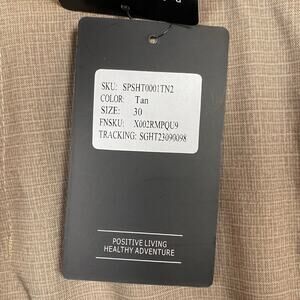 SKU: SPSHT0001TN2
COLOR: Tan
SIZE: 30
FNSKU: X002RMPQU9
TRACKING: SGHT23090098
POSITIVE LIVING
HEALTHY ADVENTURE